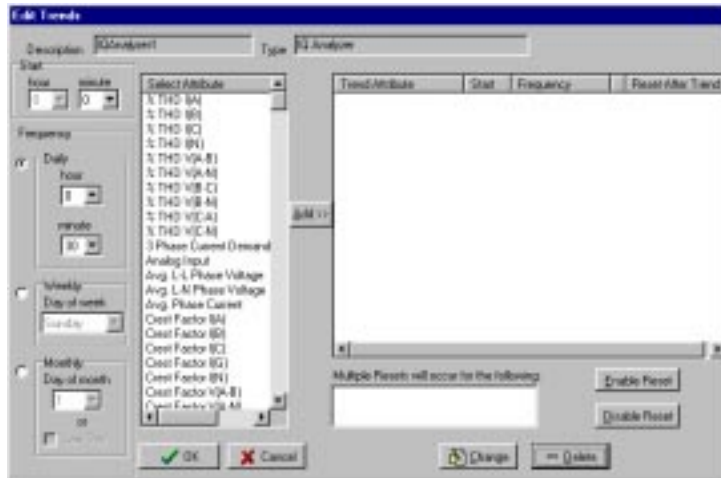 Edit Trends
Description IQAnalyzer1 Type IQ Analyzer
Start
hour minute
0
Frequency
Daily
hour
minute
Weekly
Day of week
Sunday
Monthly
Day of month
1
or
Select Attribute
% THD I(A)
% THD I(B)
% THD I(C)
% THD I(N)
% THD V(A-B)
% THD V(A-N)
% THD V(B-C)
% THD V(B-N)
% THD V(C-A)
% THD V(C-N)
3 Phase Current Demand
Analog Input
Avg. L-L Phase Voltage
Avg. L-N Phase Voltage
Avg. Phase Current
Crest Factor I(A)
Crest Factor I(B)
Crest Factor I(C)
Crest Factor I(G)
Crest Factor I(N)
Crest Factor V(A-B)
Crest Factor V(A-N)
Add >>
Trend Attribute Start Frequency Reset After Trend
Multiple Resets will occur for the following:
Enable Reset
Disable Reset
OK Cancel Change Delete